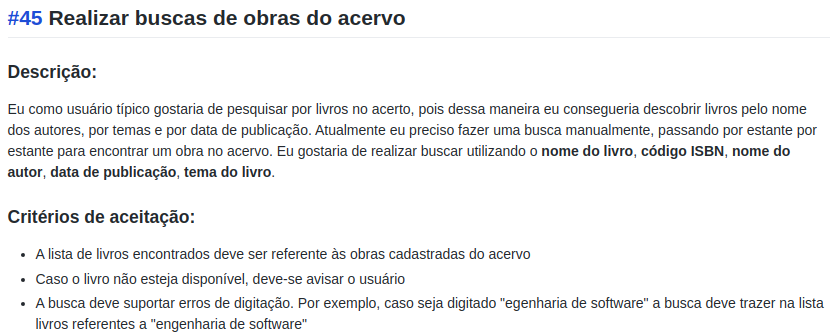 #45 Realizar buscas de obras do acervo
Descrição:
Eu como usuário típico gostaria de pesquisar por livros no acerto, pois dessa maneira eu consegueria descobrir livros pelo nome
dos autores, por temas e por data de publicação. Atualmente eu preciso fazer uma busca manualmente, passando por estante por
estante para encontrar um obra no acervo. Eu gostaria de realizar buscar utilizando o nome do livro, código ISBN, nome do
autor, data de publicação, tema do livro.
Critérios de aceitação:
• A lista de livros encontrados deve ser referente às obras cadastradas do acervo
• Caso o livro não esteja disponível, deve-se avisar o usuário
• A busca deve suportar erros de digitação. Por exemplo, caso seja digitado "egenharia de software" a busca deve trazer na lista
livros referentes a "engenharia de software"